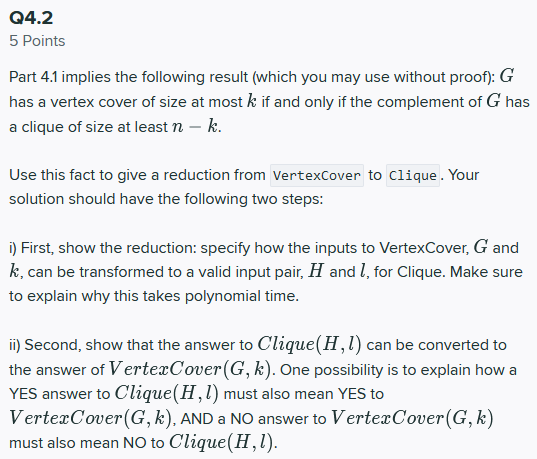 Q4.2
5 Points
Part 4.1 implies the following result (which you may use without proof): G
has a vertex cover of size at most k if and only if the complement of G has
a clique of size at least n − k.
Use this fact to give a reduction from VertexCover to Clique. Your
solution should have the following two steps:
i) First, show the reduction: specify how the inputs to VertexCover, G and
k, can be transformed to a valid input pair, H and l, for Clique. Make sure
to explain why this takes polynomial time.
ii) Second, show that the answer to Clique(H, l) can be converted to
the answer of VertexCover(G, k). One possibility is to explain how a
YES answer to Clique(H, l) must also mean YES to
VertexCover(G, k), AND a NO answer to VertexCover(G, k)
must also mean NO to Clique(H, l).